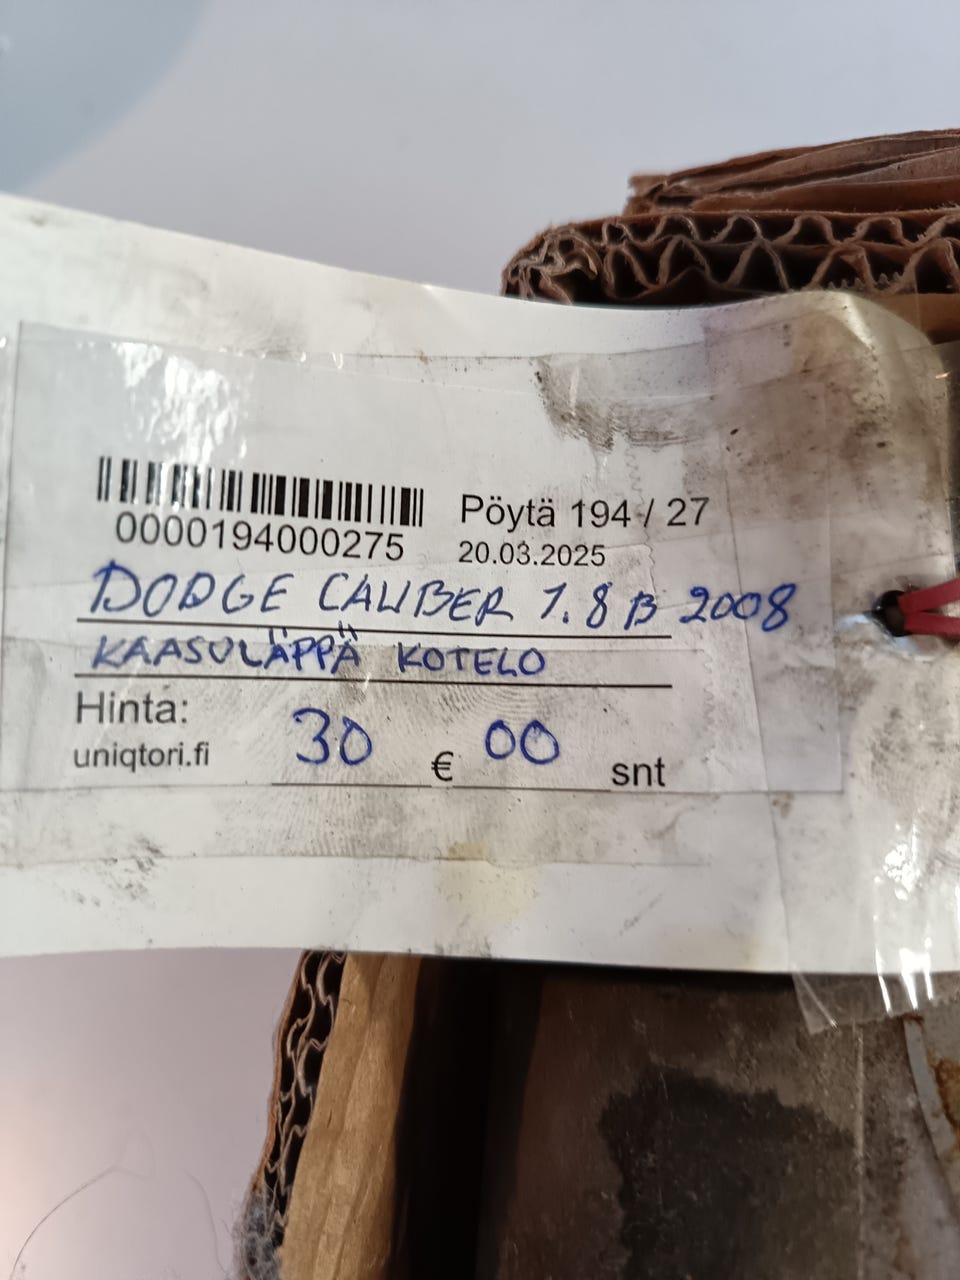 0000194000275
Pöytä 194 / 27
20.03.2025
DODGE CALIBER 1.8 B 2008
KAASULÄPPÄ KOTELO
Hinta:
uniqtori.fi
30 € 00 snt